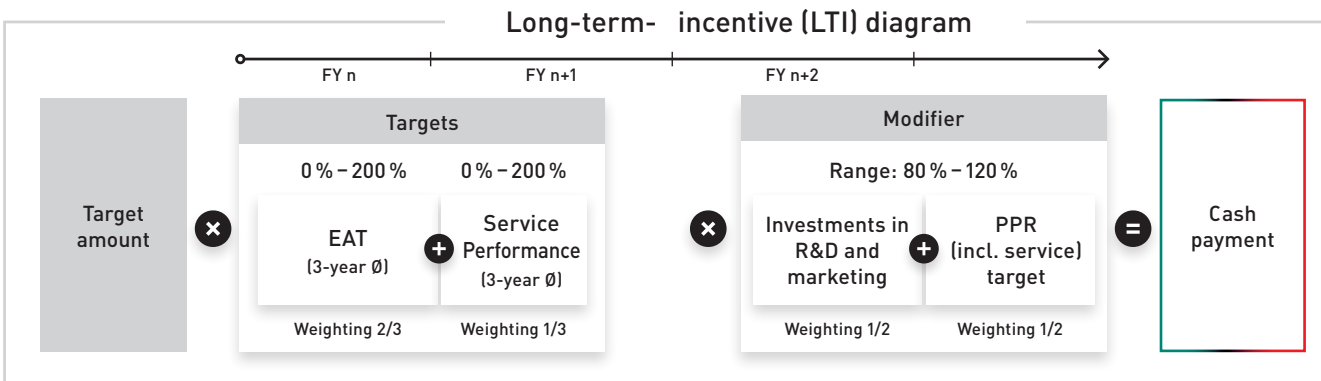 Long-term- incentive (LTI) diagram
FY n FY n+1 FY n+2
Target
amount
×
Targets
0 % – 200 % 0 % – 200 %
EAT
(3-year Ø)
+
Service
Performance
(3-year Ø)
Weighting 2/3 Weighting 1/3
×
Modifier
Range: 80 % – 120 %
Investments in
R&D and
marketing
+
PPR
(incl. service)
target
Weighting 1/2 Weighting 1/2
=
Cash
payment